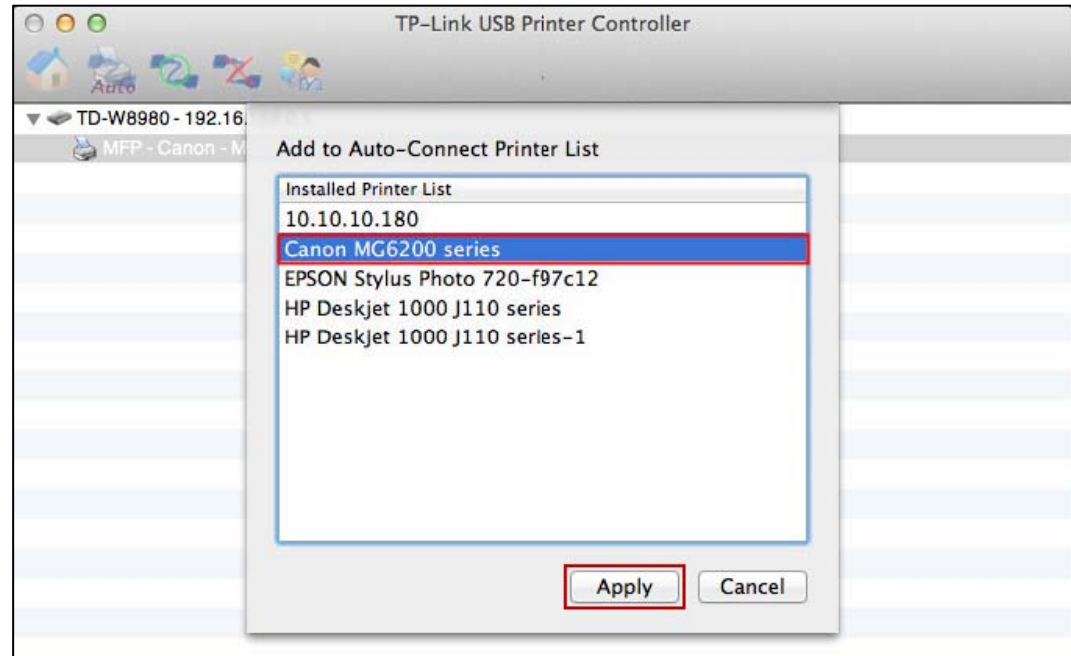 TP-Link USB Printer Controller
Auto
TD-W8980 - 192.16
MFP - Canon - M
Add to Auto-Connect Printer List
Installed Printer List
10.10.10.180
Canon MG6200 series
EPSON Stylus Photo 720-f97c12
HP Deskjet 1000 J110 series
HP Deskjet 1000 J110 series-1
Apply
Cancel